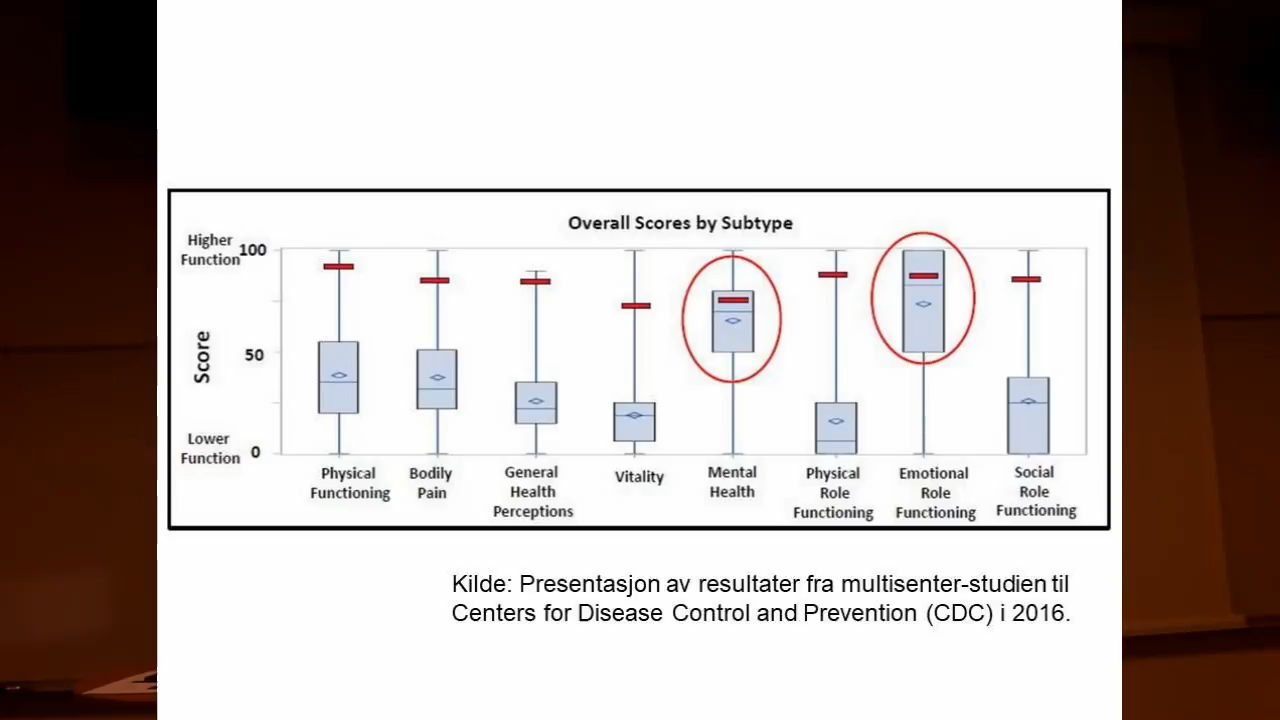 Overall Scores by Subtype
Higher
Function
100
Score
50
Lower
Function
0
Physical
Functioning
Bodily
Pain
General
Health
Perceptions
Vitality
Mental
Health
Physical
Role
Functioning
Emotional
Role
Functioning
Social
Role
Functioning
Kilde: Presentasjon av resultater fra multisenter-studien til
Centers for Disease Control and Prevention (CDC) i 2016.